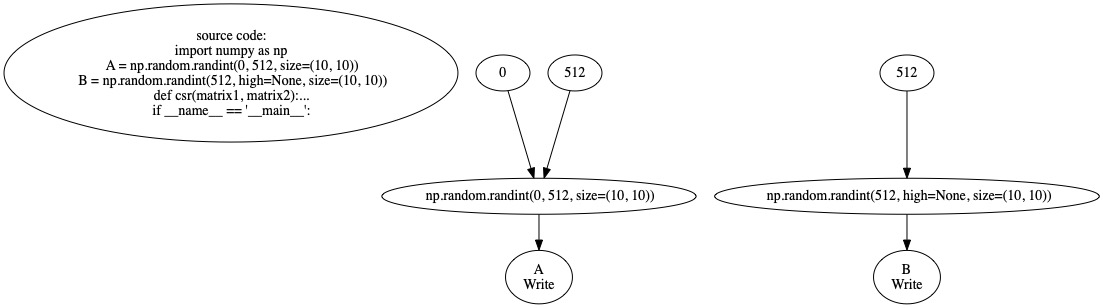 source code:
import numpy as np
A = np.random.randint(0, 512, size=(10, 10))
B = np.random.randint(512, high=None, size=(10, 10))
def csr(matrix1, matrix2):...
if __name__ == '__main__':
0
512
512
np.random.randint(0, 512, size=(10, 10))
np.random.randint(512, high=None, size=(10, 10))
A
Write
B
Write